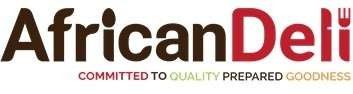 AfricanDeli
COMMITTED TO QUALITY PREPARED GOODNESS